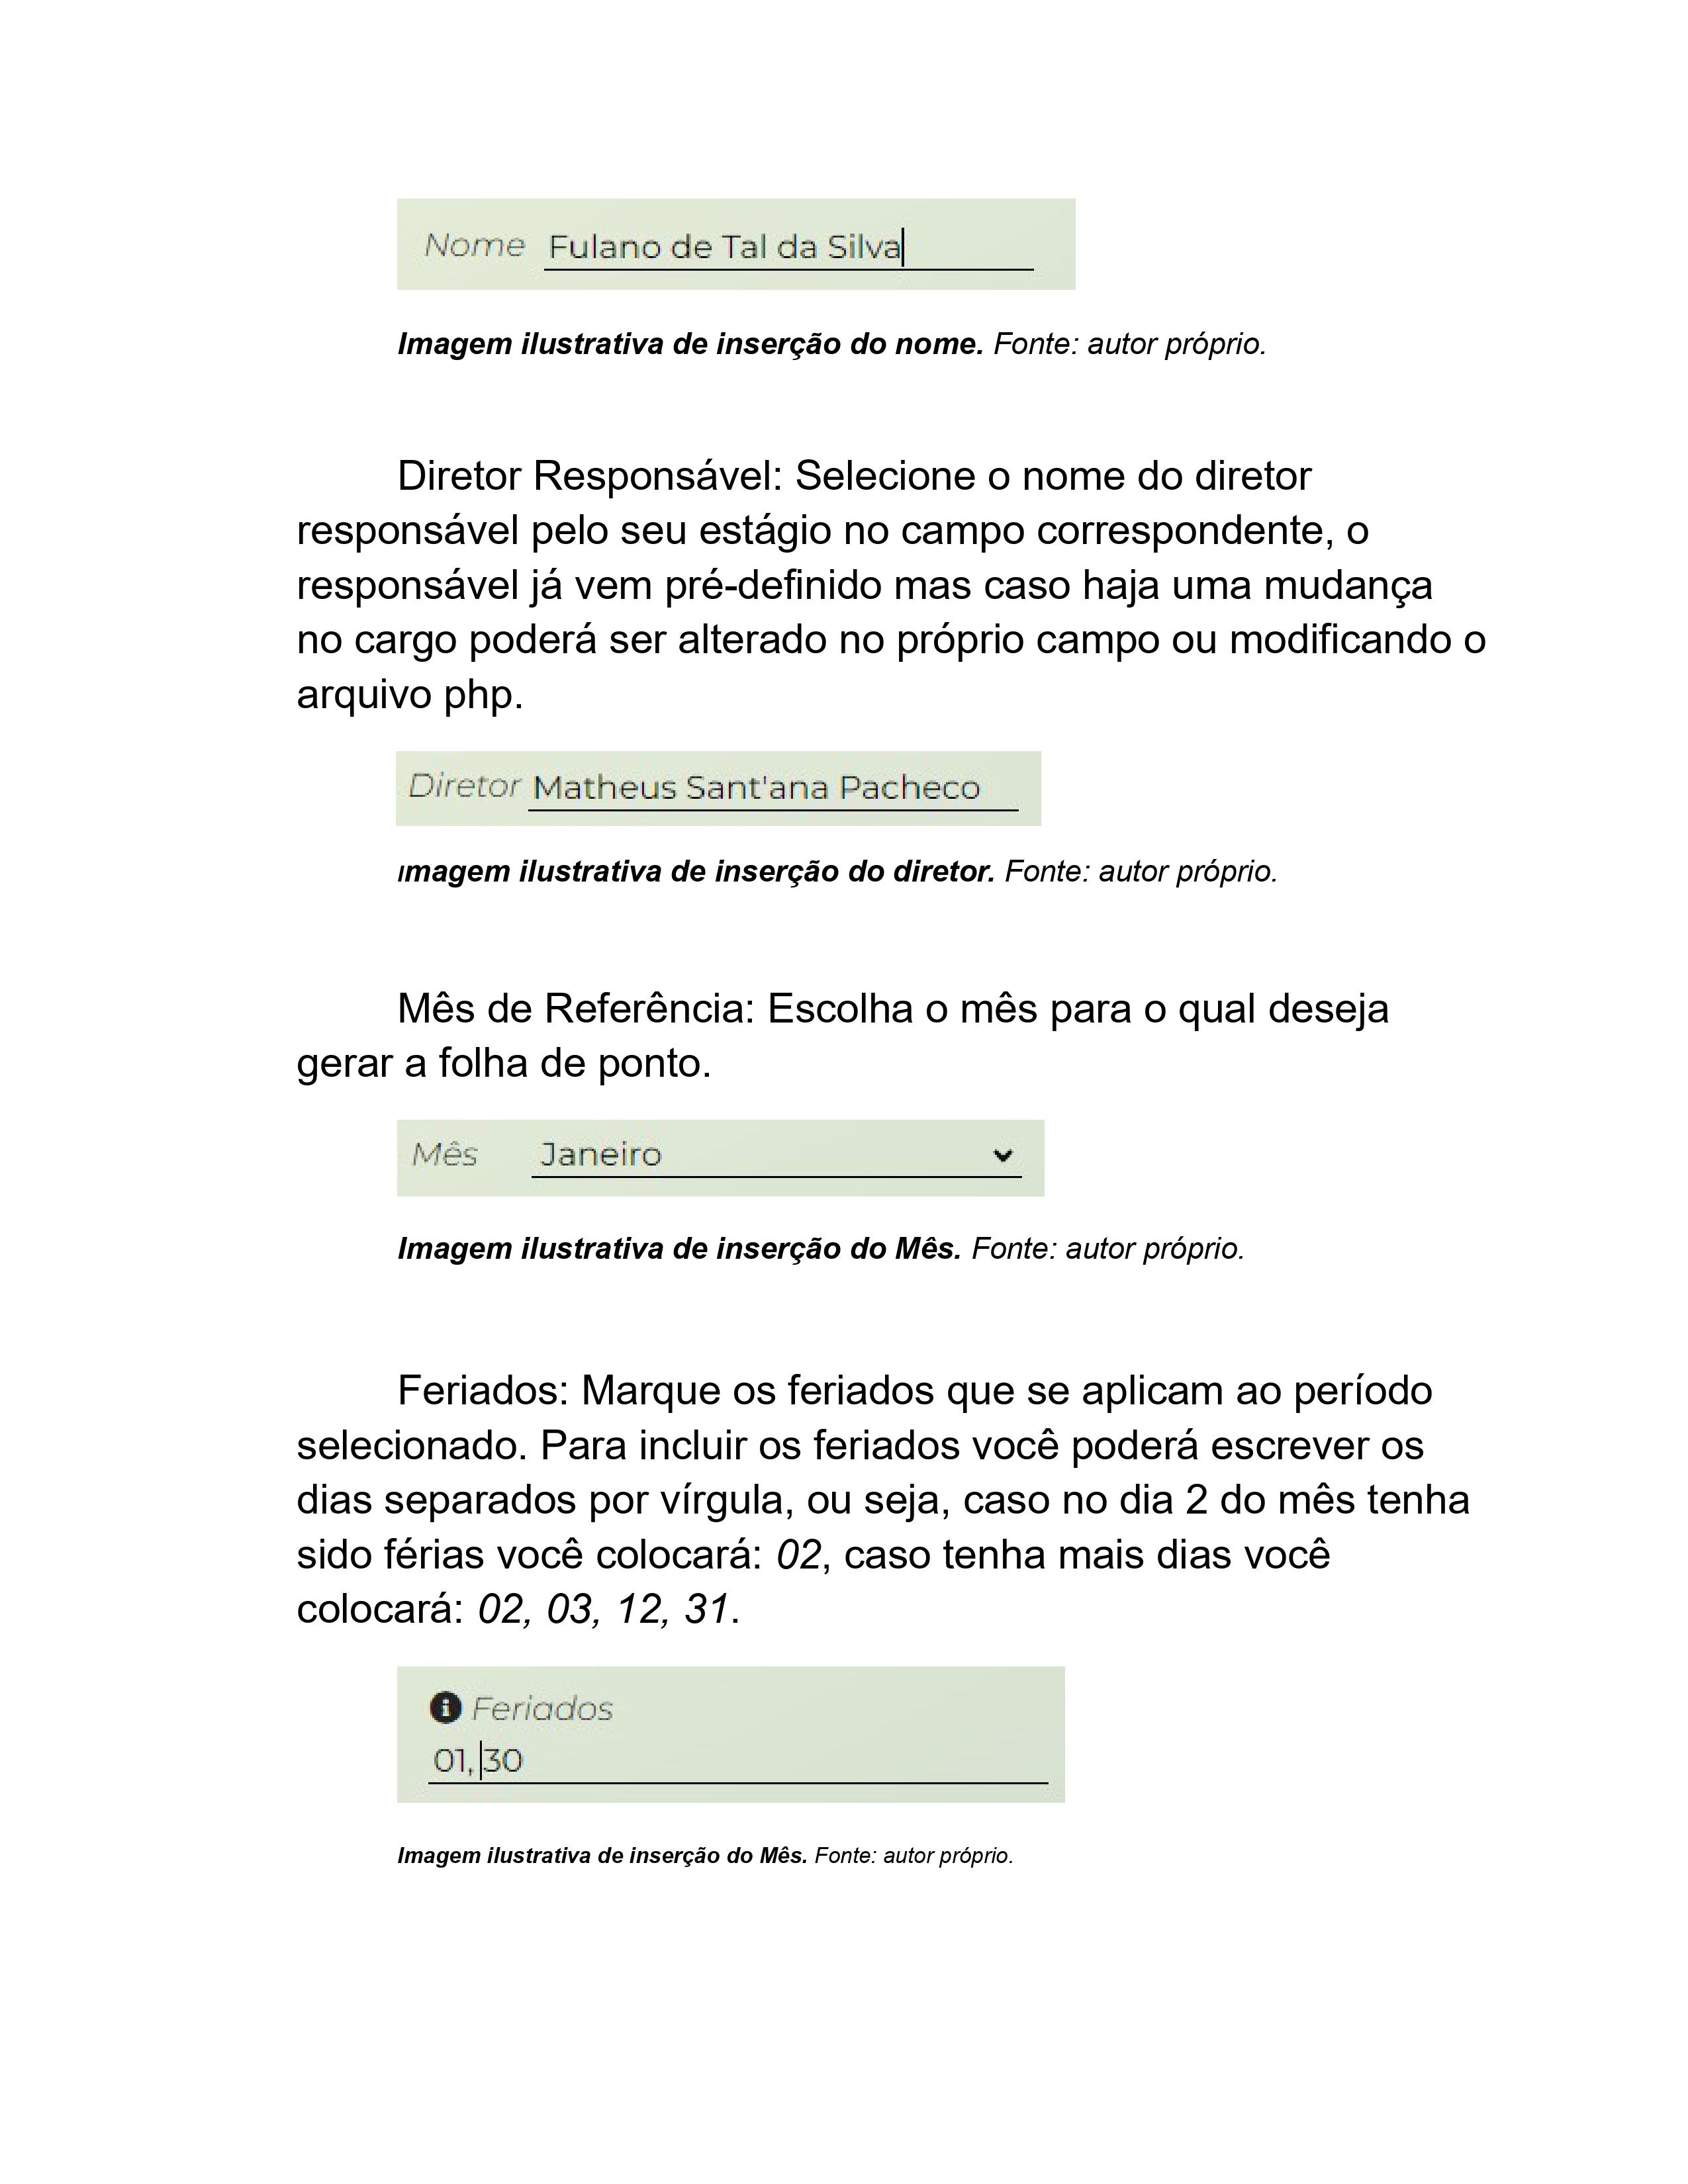 Nome Fulano de Tal da Silva
Imagem ilustrativa de inserção do nome. Fonte: autor próprio.
Diretor Responsável: Selecione o nome do diretor
responsável pelo seu estágio no campo correspondente, o
responsável já vem pré-definido mas caso haja uma mudança
no cargo poderá ser alterado no próprio campo ou modificando o
arquivo php.
Diretor Matheus Sant'ana Pacheco
Imagem ilustrativa de inserção do diretor. Fonte: autor próprio.
Mês de Referência: Escolha o mês para o qual deseja
gerar a folha de ponto.
Mês Janeiro
Imagem ilustrativa de inserção do Mês. Fonte: autor próprio.
Feriados: Marque os feriados que se aplicam ao período
selecionado. Para incluir os feriados você poderá escrever os
dias separados por vírgula, ou seja, caso no dia 2 do mês tenha
sido férias você colocará: 02, caso tenha mais dias você
colocará: 02, 03, 12, 31.
Feriados
01, 30
Imagem ilustrativa de inserção do Mês. Fonte: autor próprio.